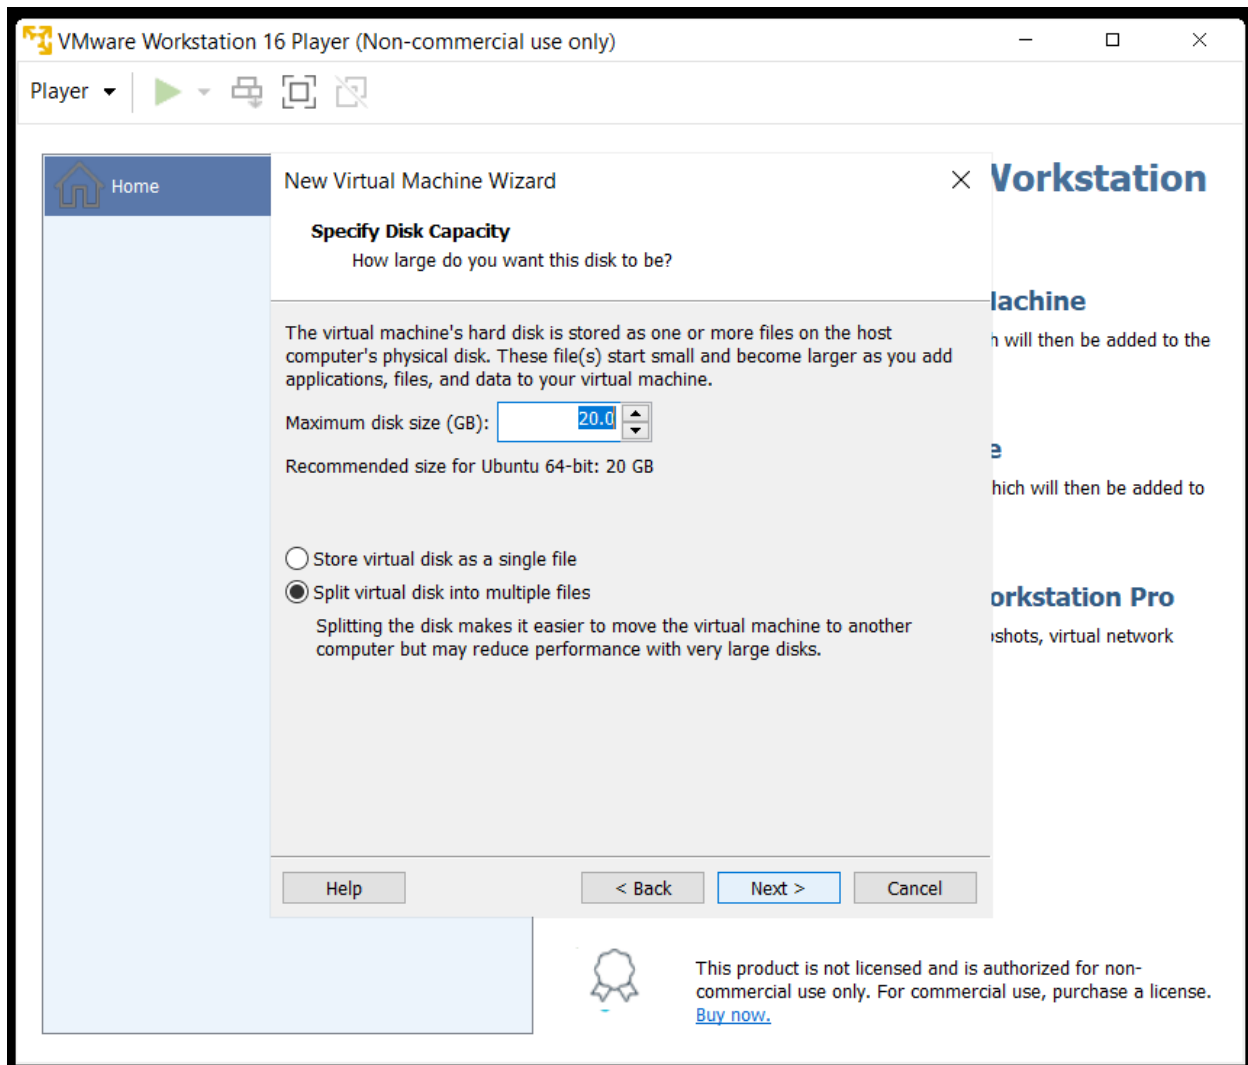 VMware Workstation 16 Player (Non-commercial use only)
Player
Home
New Virtual Machine Wizard
Specify Disk Capacity
How large do you want this disk to be?
The virtual machine's hard disk is stored as one or more files on the host
computer's physical disk. These file(s) start small and become larger as you add
applications, files, and data to your virtual machine.
Maximum disk size (GB): 20.0
Recommended size for Ubuntu 64-bit: 20 GB
Store virtual disk as a single file
Split virtual disk into multiple files
Splitting the disk makes it easier to move the virtual machine to another
computer but may reduce performance with very large disks.
Help
< Back
Next >
Cancel
Workstation
achine
will then be added to the
e
hich will then be added to
orkstation Pro
shots, virtual network
This product is not licensed and is authorized for non-
commercial use only. For commercial use, purchase a license.
Buy now.